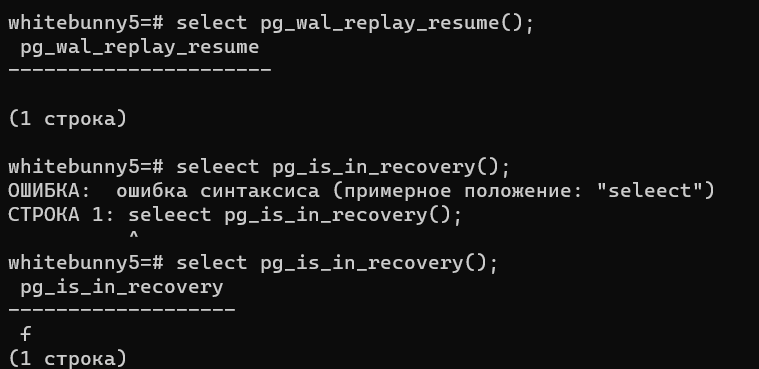 whitebunny5=# select pg_wal_replay_resume();
 pg_wal_replay_resume
----------------------
(1 строка)
whitebunny5=# seleect pg_is_in_recovery();
ОШИБКА:  ошибка синтаксиса (примерное положение: "seleect")
СТРОКА 1: seleect pg_is_in_recovery();
          ^
whitebunny5=# select pg_is_in_recovery();
 pg_is_in_recovery
-------------------
 f
(1 строка)